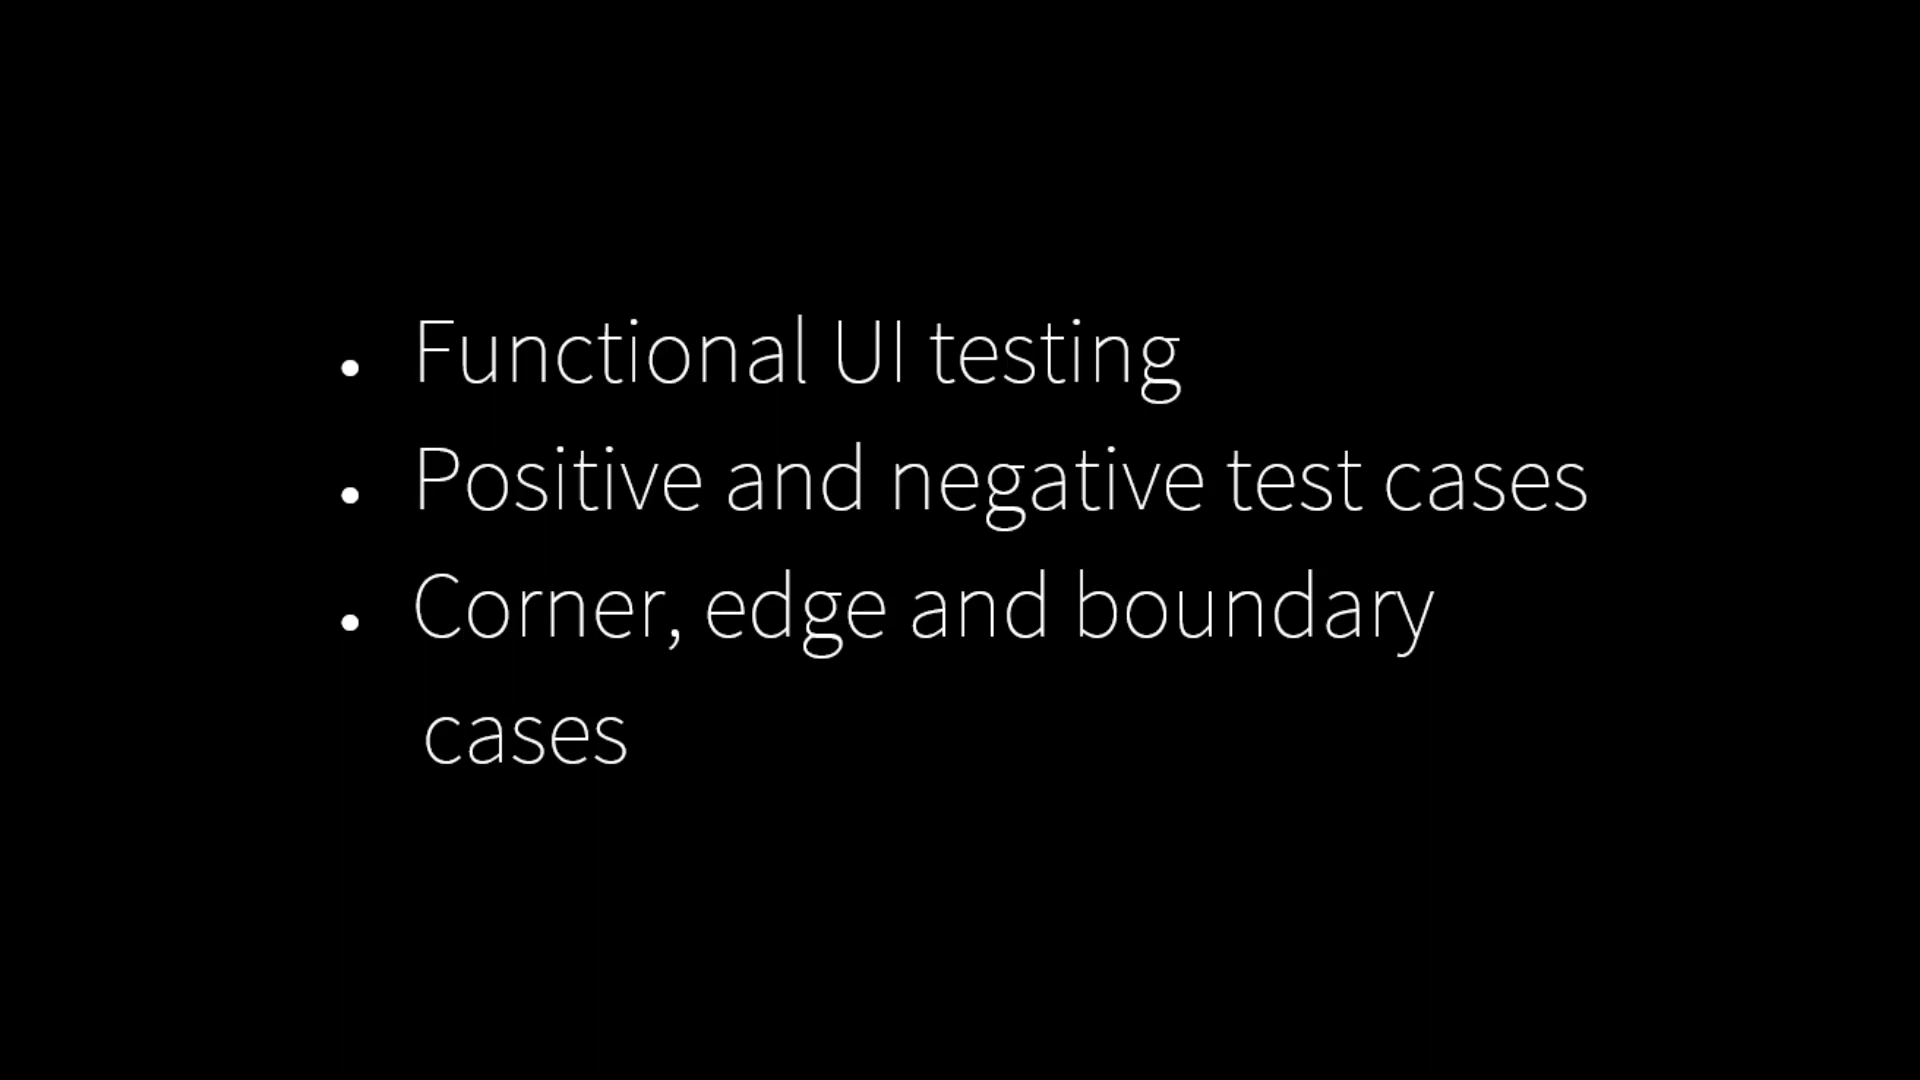 • Functional UI testing
• Positive and negative test cases
• Corner, edge and boundary
cases